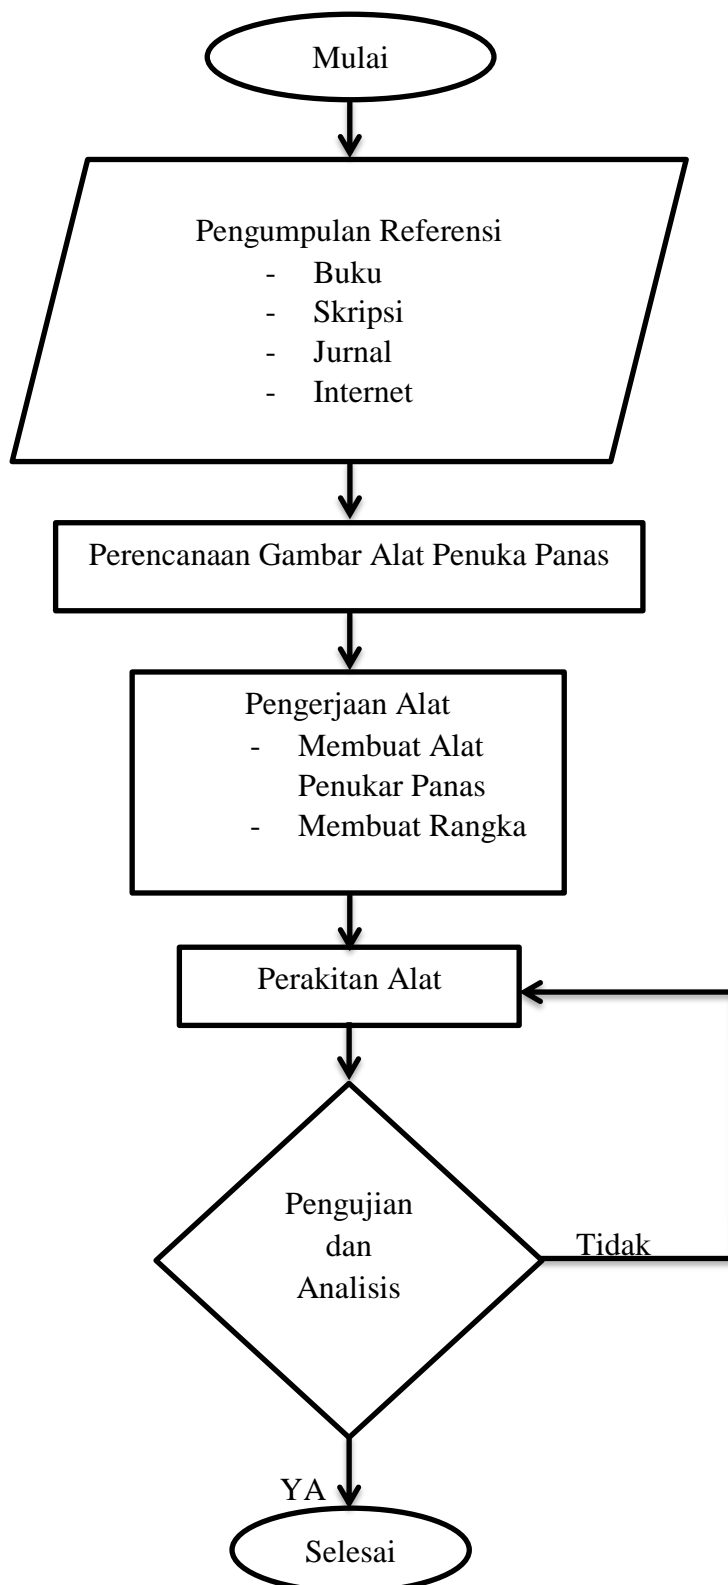 Mulai
Pengumpulan Referensi
- Buku
- Skripsi
- Jurnal
- Internet
Perencanaan Gambar Alat Penuka Panas
Pengerjaan Alat
- Membuat Alat
Penukar Panas
- Membuat Rangka
Perakitan Alat
Pengujian
dan
Analisis
Tidak
YA
Selesai